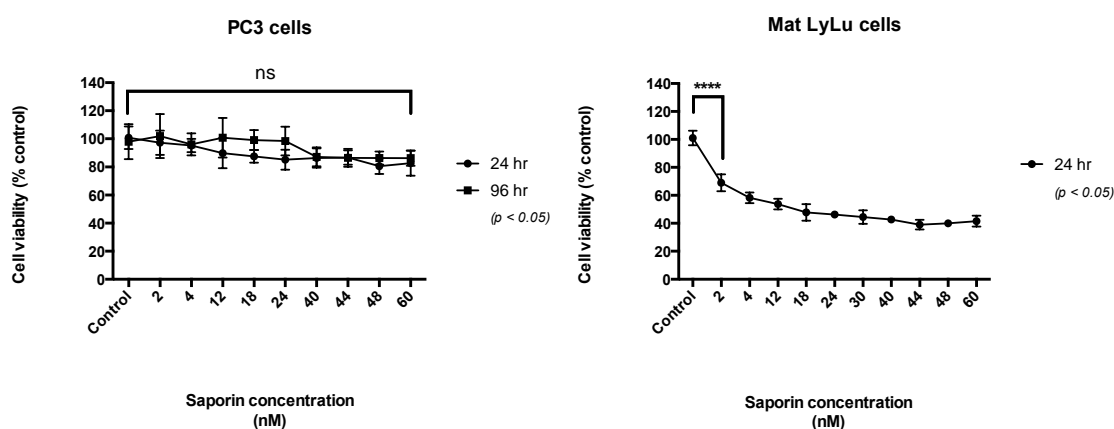 PC3 cells
ns
Cell viability (% control)
140
120
100
80
60
40
20
0
Control
2
4
12
18
24
40
44
48
60
Saporin concentration
(nM)
24 hr
96 hr
(p < 0.05)
Mat LyLu cells
****
Cell viability (% control)
140
120
100
80
60
40
20
0
Control
2
4
12
18
24
30
40
44
48
60
Saporin concentration
(nM)
24 hr
(p < 0.05)